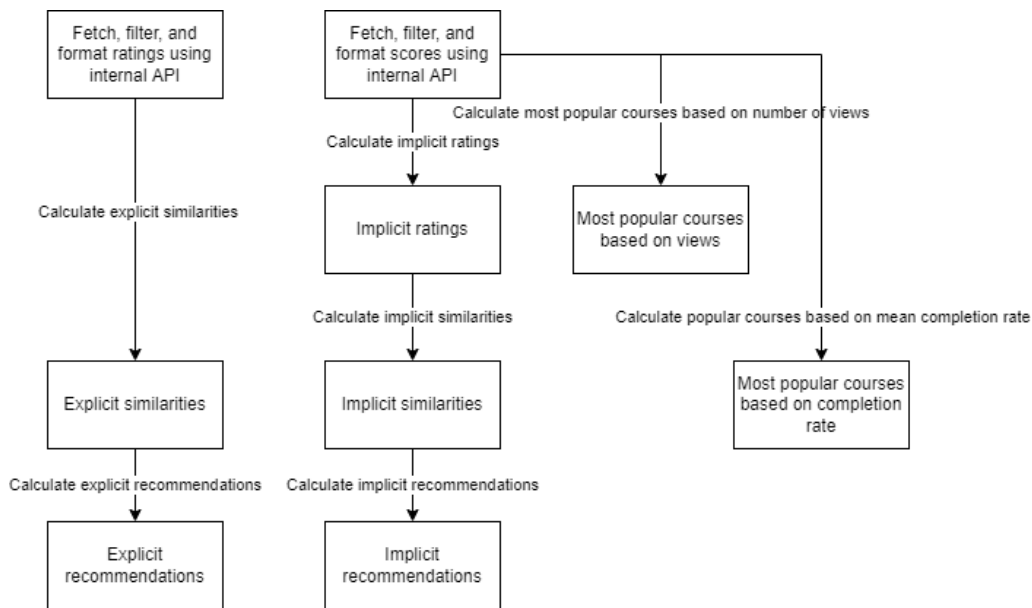 Fetch, filter, and
format ratings using
internal API
Fetch, filter, and
format scores using
internal API
Calculate most popular courses based on number of views
Calculate implicit ratings
Calculate explicit similarities
Implicit ratings
Most popular courses
based on views
Calculate implicit similarities
Calculate popular courses based on mean completion rate
Explicit similarities
Implicit similarities
Most popular courses
based on completion
rate
Calculate explicit recommendations
Calculate implicit recommendations
Explicit
recommendations
Implicit
recommendations